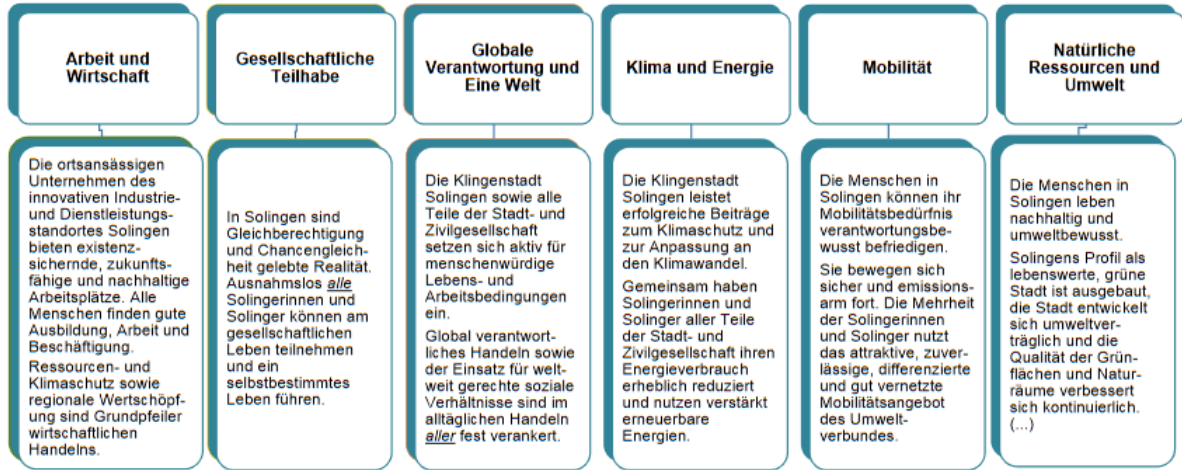 Arbeit und
Wirtschaft
Die ortsansässigen
Unternehmen des
innovativen Industrie-
und Dienstleistungs-
standortes Solingen
bieten existenz-
sichernde, zukunfts-
fähige und nachhaltige
Arbeitsplätze. Alle
Menschen finden gute
Ausbildung, Arbeit und
Beschäftigung.
Ressourcen- und
Klimaschutz sowie
regionale Wertschöpf-
ung sind Grundpfeiler
wirtschaftlichen
Handelns.
Gesellschaftliche
Teilhabe
In Solingen sind
Gleichberechtigung
und Chancengleich-
heit gelebte Realität.
Ausnahmslos alle
Solingerinnen und
Solinger können am
gesellschaftlichen
Leben teilnehmen
und ein
selbstbestimmtes
Leben führen.
Globale
Verantwortung und
Eine Welt
Die Klingenstadt
Solingen sowie alle
Teile der Stadt- und
Zivilgesellschaft
setzen sich aktiv für
menschenwürdige
Lebens- und
Arbeitsbedingungen
ein.
Global verantwort-
liches Handeln sowie
der Einsatz für welt-
weit gerechte soziale
Verhältnisse sind im
alltäglichen Handeln
aller fest verankert.
Klima und Energie
Die Klingenstadt
Solingen leistet
erfolgreiche Beiträge
zum Klimaschutz und
zur Anpassung an
den Klimawandel.
Gemeinsam haben
Solingerinnen und
Solinger aller Teile
der Stadt- und
Zivilgesellschaft ihren
Energieverbrauch
erheblich reduziert
und nutzen verstärkt
erneuerbare
Energien.
Mobilität
Die Menschen in
Solingen können ihr
Mobilitätsbedürfnis
verantwortungsbe-
wusst befriedigen.
Sie bewegen sich
sicher und emissions-
arm fort. Die Mehrheit
der Solingerinnen
und Solinger nutzt
das attraktive, zuver-
lässige, differenzierte
und gut vernetzte
Mobilitätsangebot
des Umwelt-
verbundes.
Natürliche
Ressourcen und
Umwelt
Die Menschen in
Solingen leben
nachhaltig und
umweltbewusst.
Solingens Profil als
lebenswerte, grüne
Stadt ist ausgebaut,
die Stadt entwickelt
sich umweltver-
träglich und die
Qualität der Grün-
flächen und Natur-
räume verbessert
sich kontinuierlich.
(...)